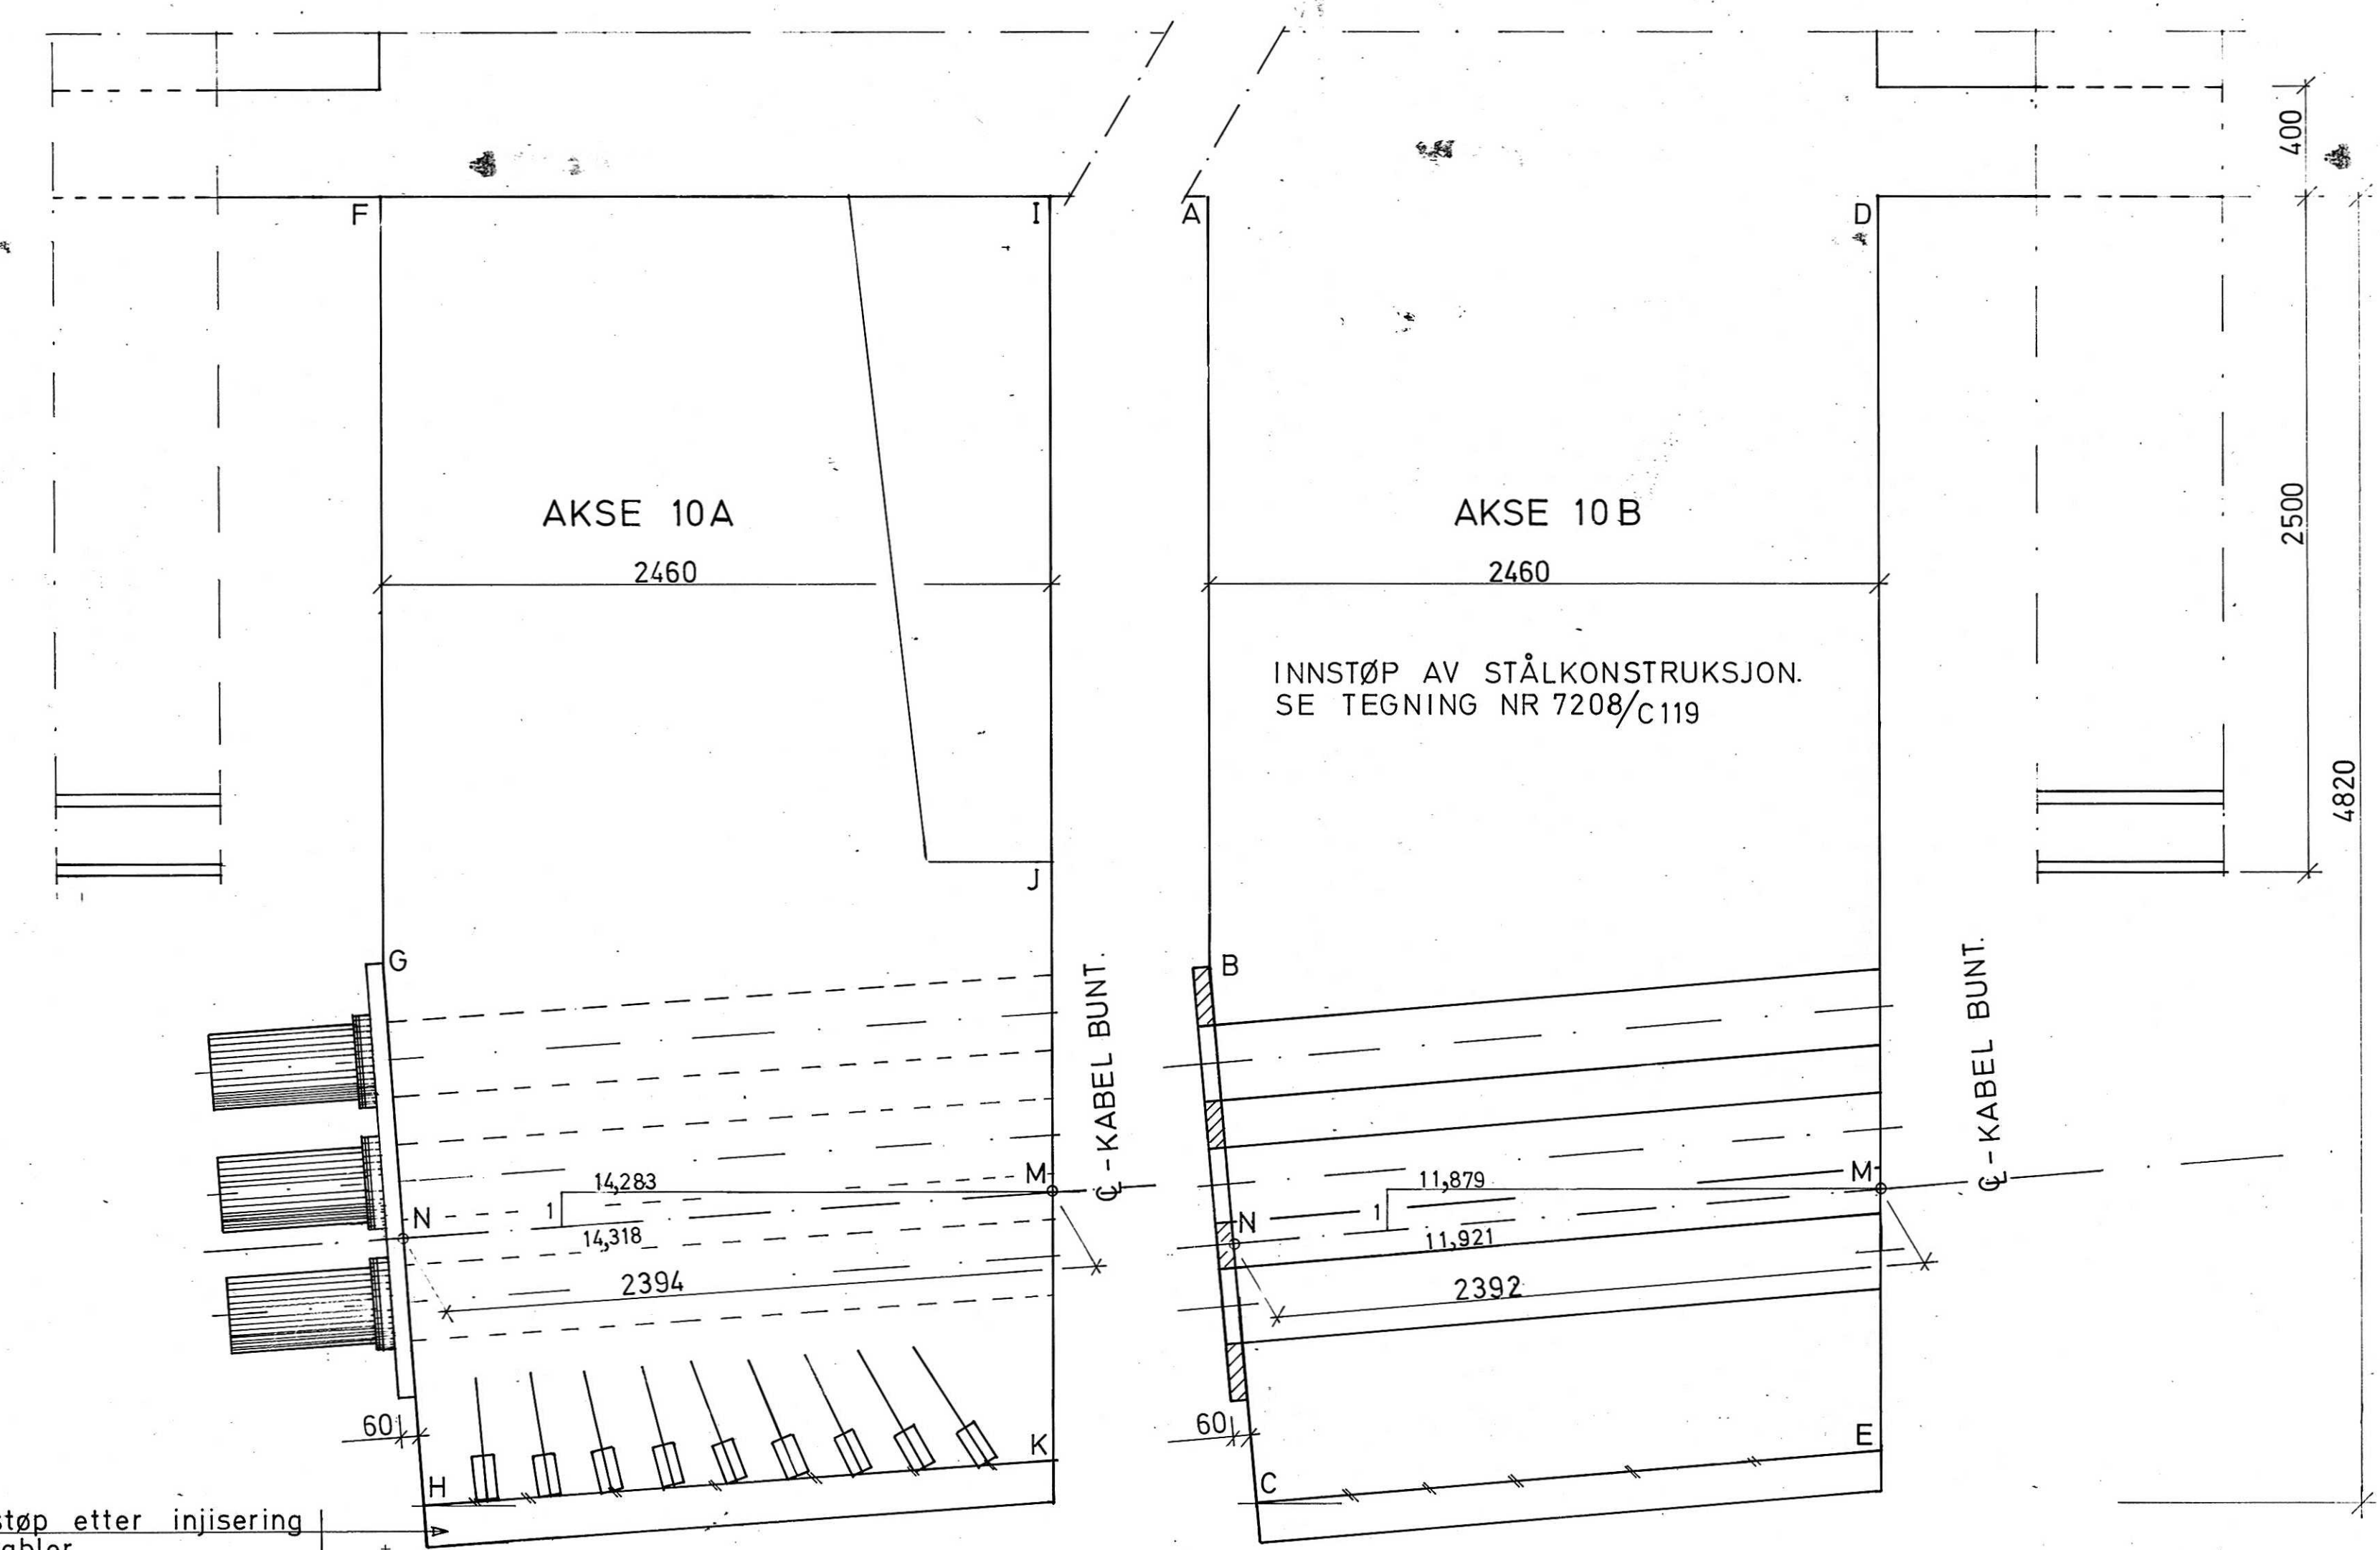 400
F
I
A
D
AKSE 10A
AKSE 10B
2500
2460
2460
INNSTØP AV STÅLKONSTRUKSJON.
SE TEGNING NR 7208/C119
4820
J
G
B
℄-KABEL BUNT.
℄-KABEL BUNT.
M
M
14,283
11,879
1
1
N
N
14,318
11,921
2394
2392
60
60
K
E
H
C
etter injisering